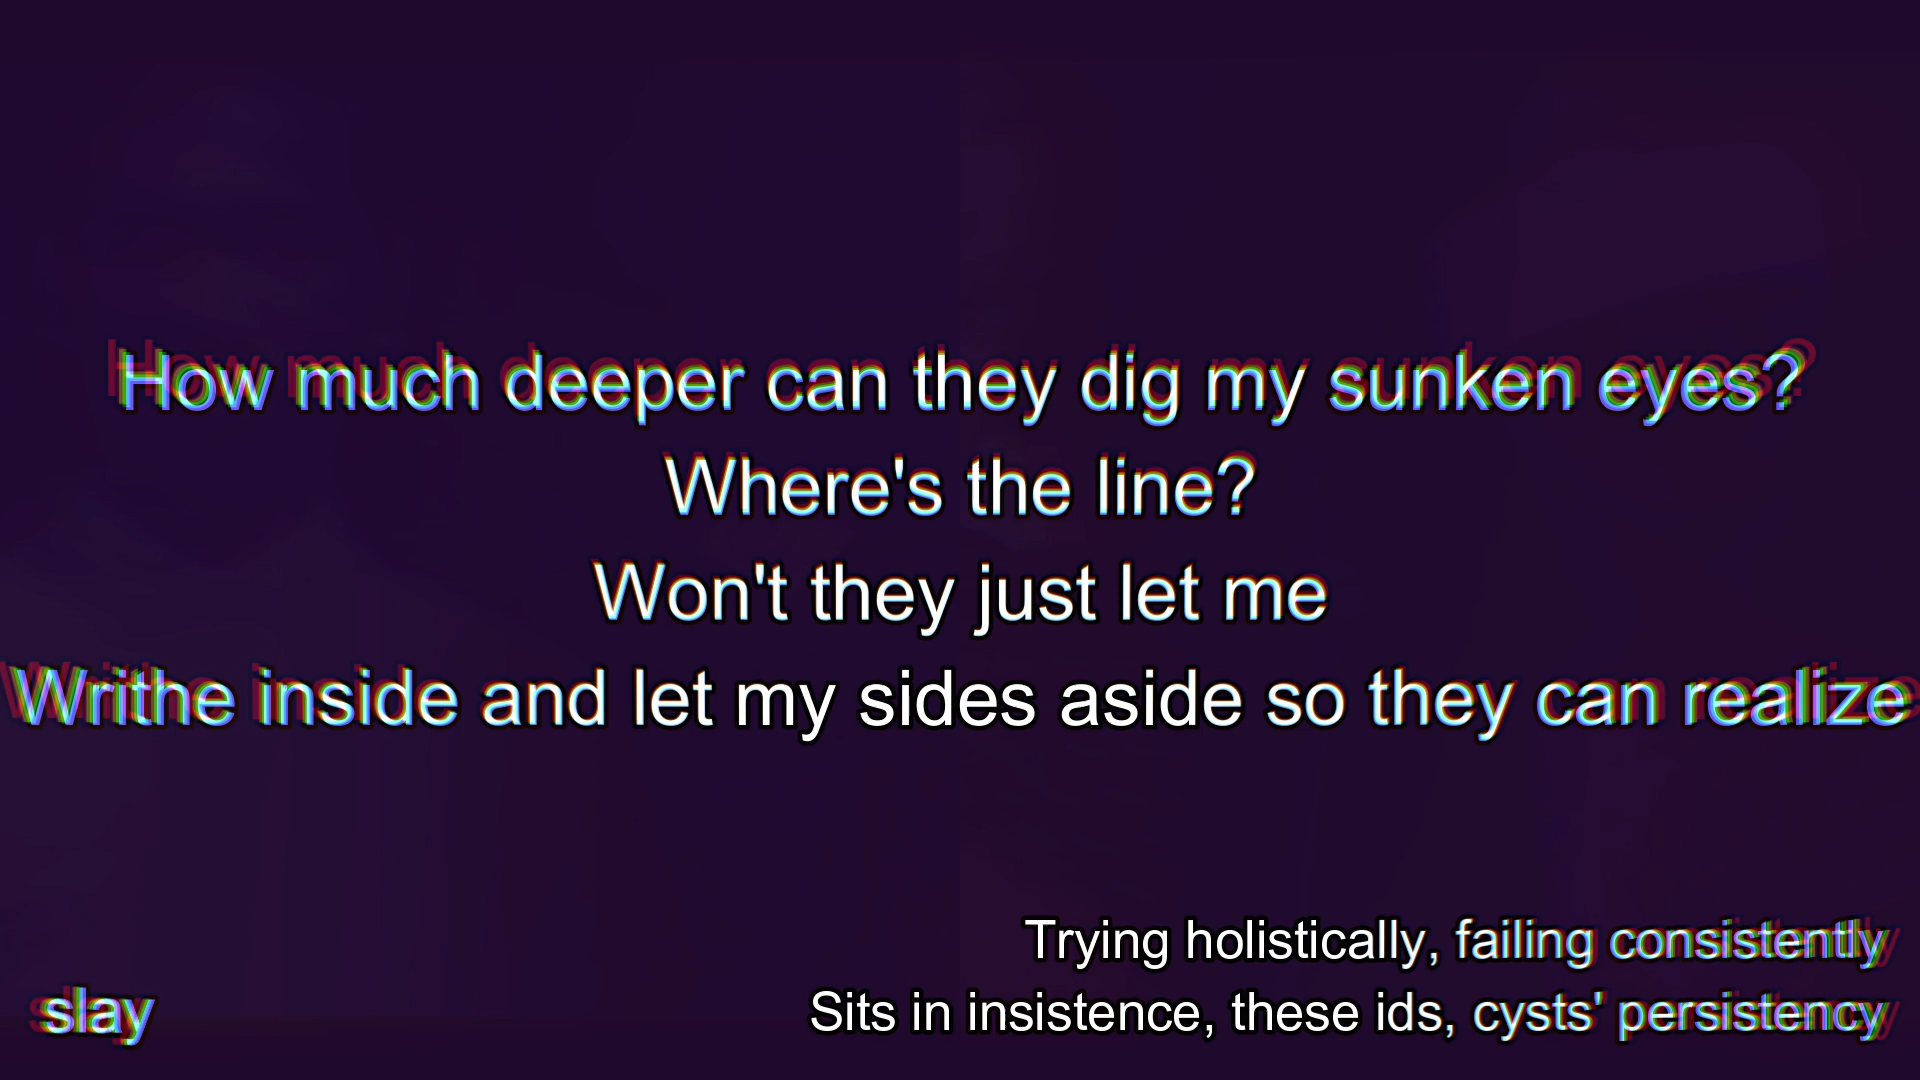 How much deeper can they dig my sunken eyes?
Where's the line?
Won't they just let me
Writhe inside and let my sides aside so they can realize
Trying holistically, failing consistently
Sits in insistence, these ids, cysts' persistency
slay